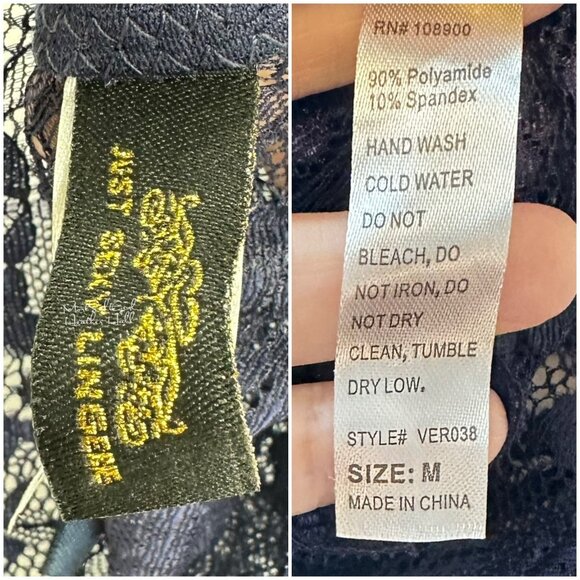 JUST SEXY LINGERIE
RN# 108900
90% Polyamide
10% Spandex
HAND WASH
COLD WATER
DO NOT
BLEACH, DO
NOT IRON, DO
NOT DRY
CLEAN, TUMBLE
DRY LOW.
STYLE# VER038
SIZE: M
MADE IN CHINA